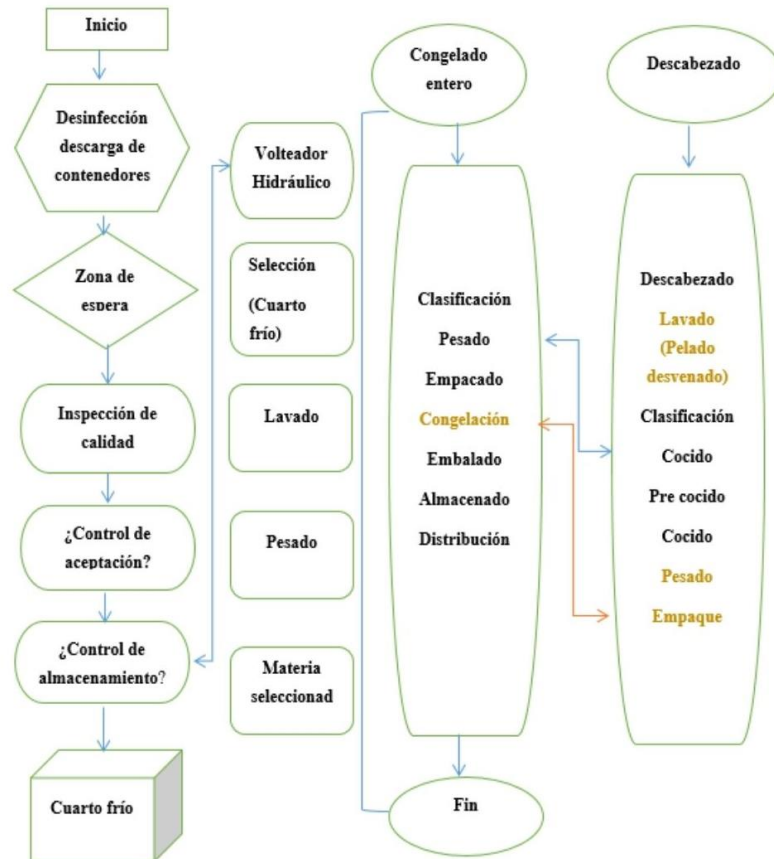 Inicio
Desinfección
descarga de
contenedores
Zona de
espera
Inspección de
calidad
¿Control de
aceptación?
¿Control de
almacenamiento?
Cuarto frío
Volteador
Hidráulico
Selección
(Cuarto
frío)
Lavado
Pesado
Materia
seleccionad
Congelado
entero
Clasificación
Pesado
Empacado
Congelación
Embalado
Almacenado
Distribución
Fin
Descabezado
Descabezado
Lavado
(Pelado
desvenado)
Clasificación
Cocido
Pre cocido
Cocido
Pesado
Empaque